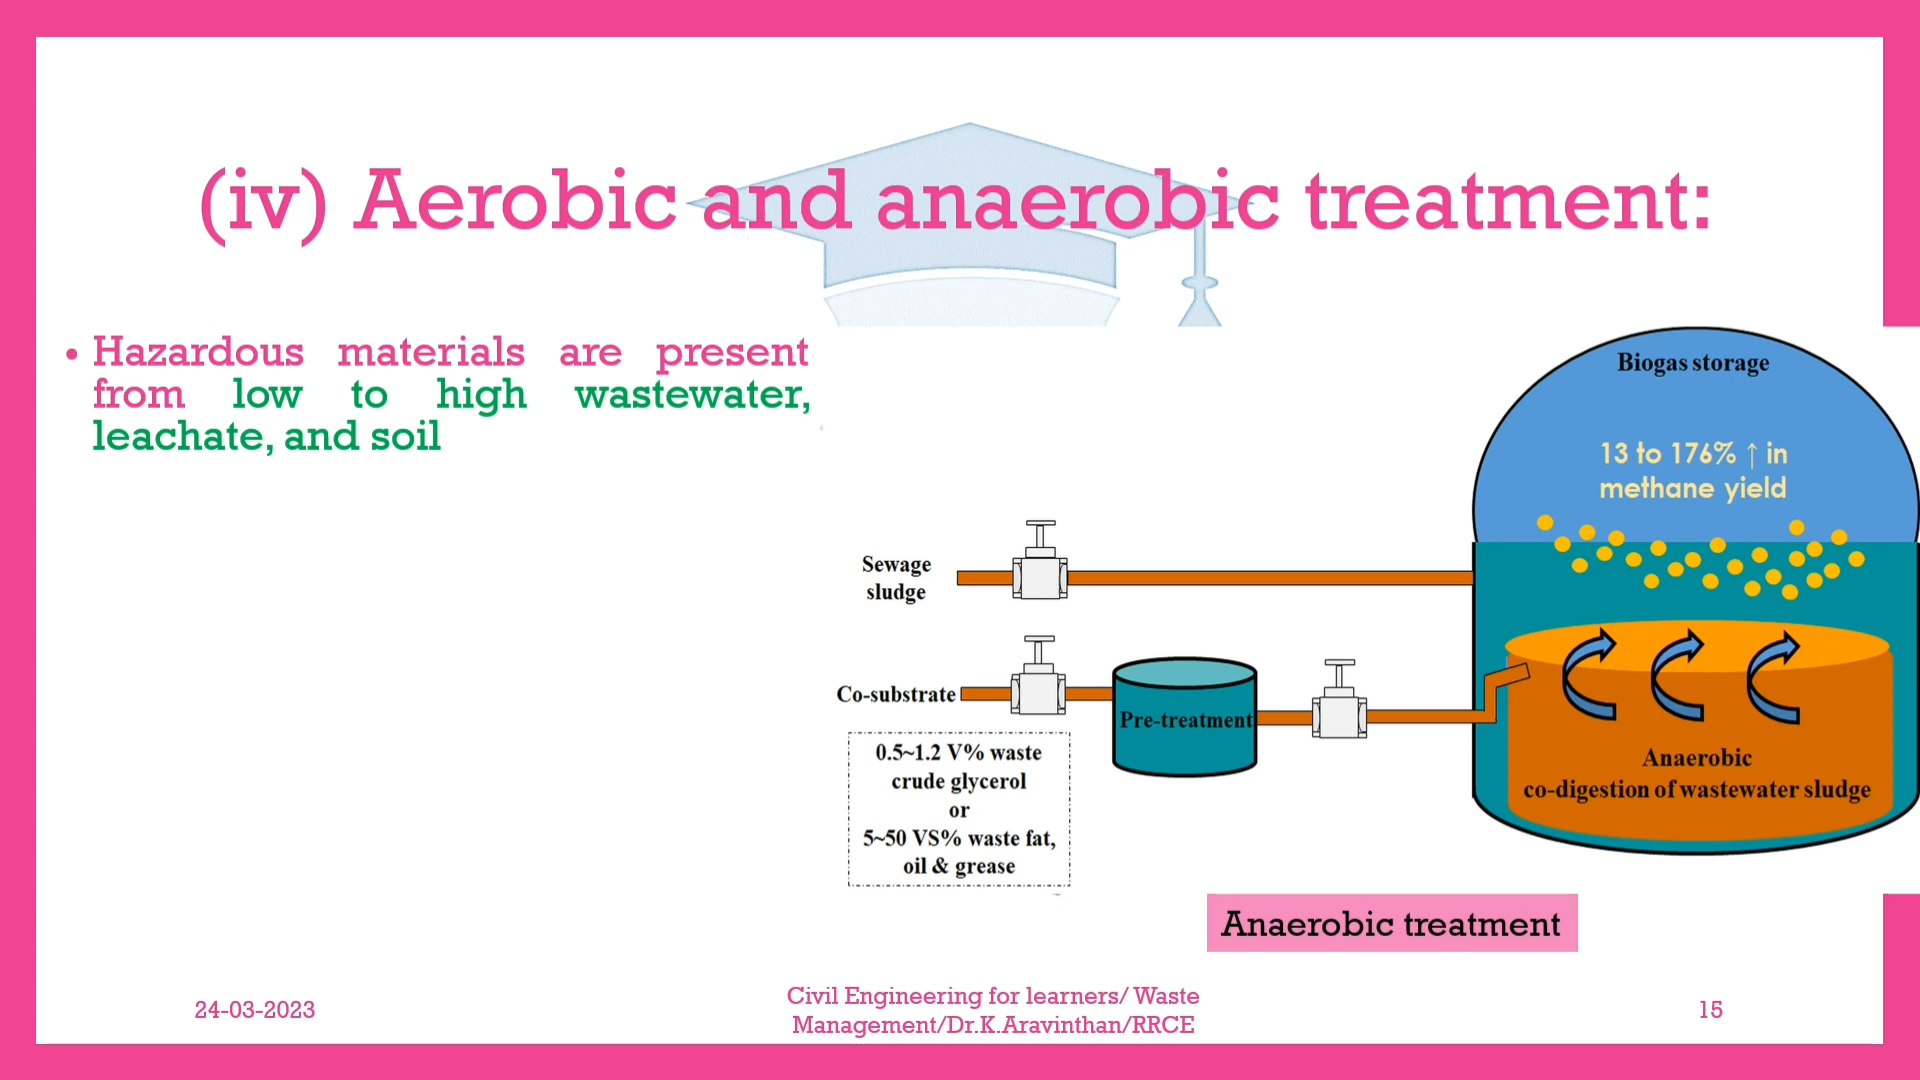 (iv) Aerobic and anaerobic treatment:
• Hazardous materials are present
from low to high wastewater,
leachate, and soil
Biogas storage
13 to 176% ↑ in
methane yield
Sewage
sludge
Co-substrate
Pre-treatment
0.5~1.2 V% waste
crude glycerol
or
5~50 VS% waste fat,
oil & grease
Anaerobic
co-digestion of wastewater sludge
Anaerobic treatment
24-03-2023
Civil Engineering for learners/ Waste
Management/Dr.K.Aravinthan/RRCE
15